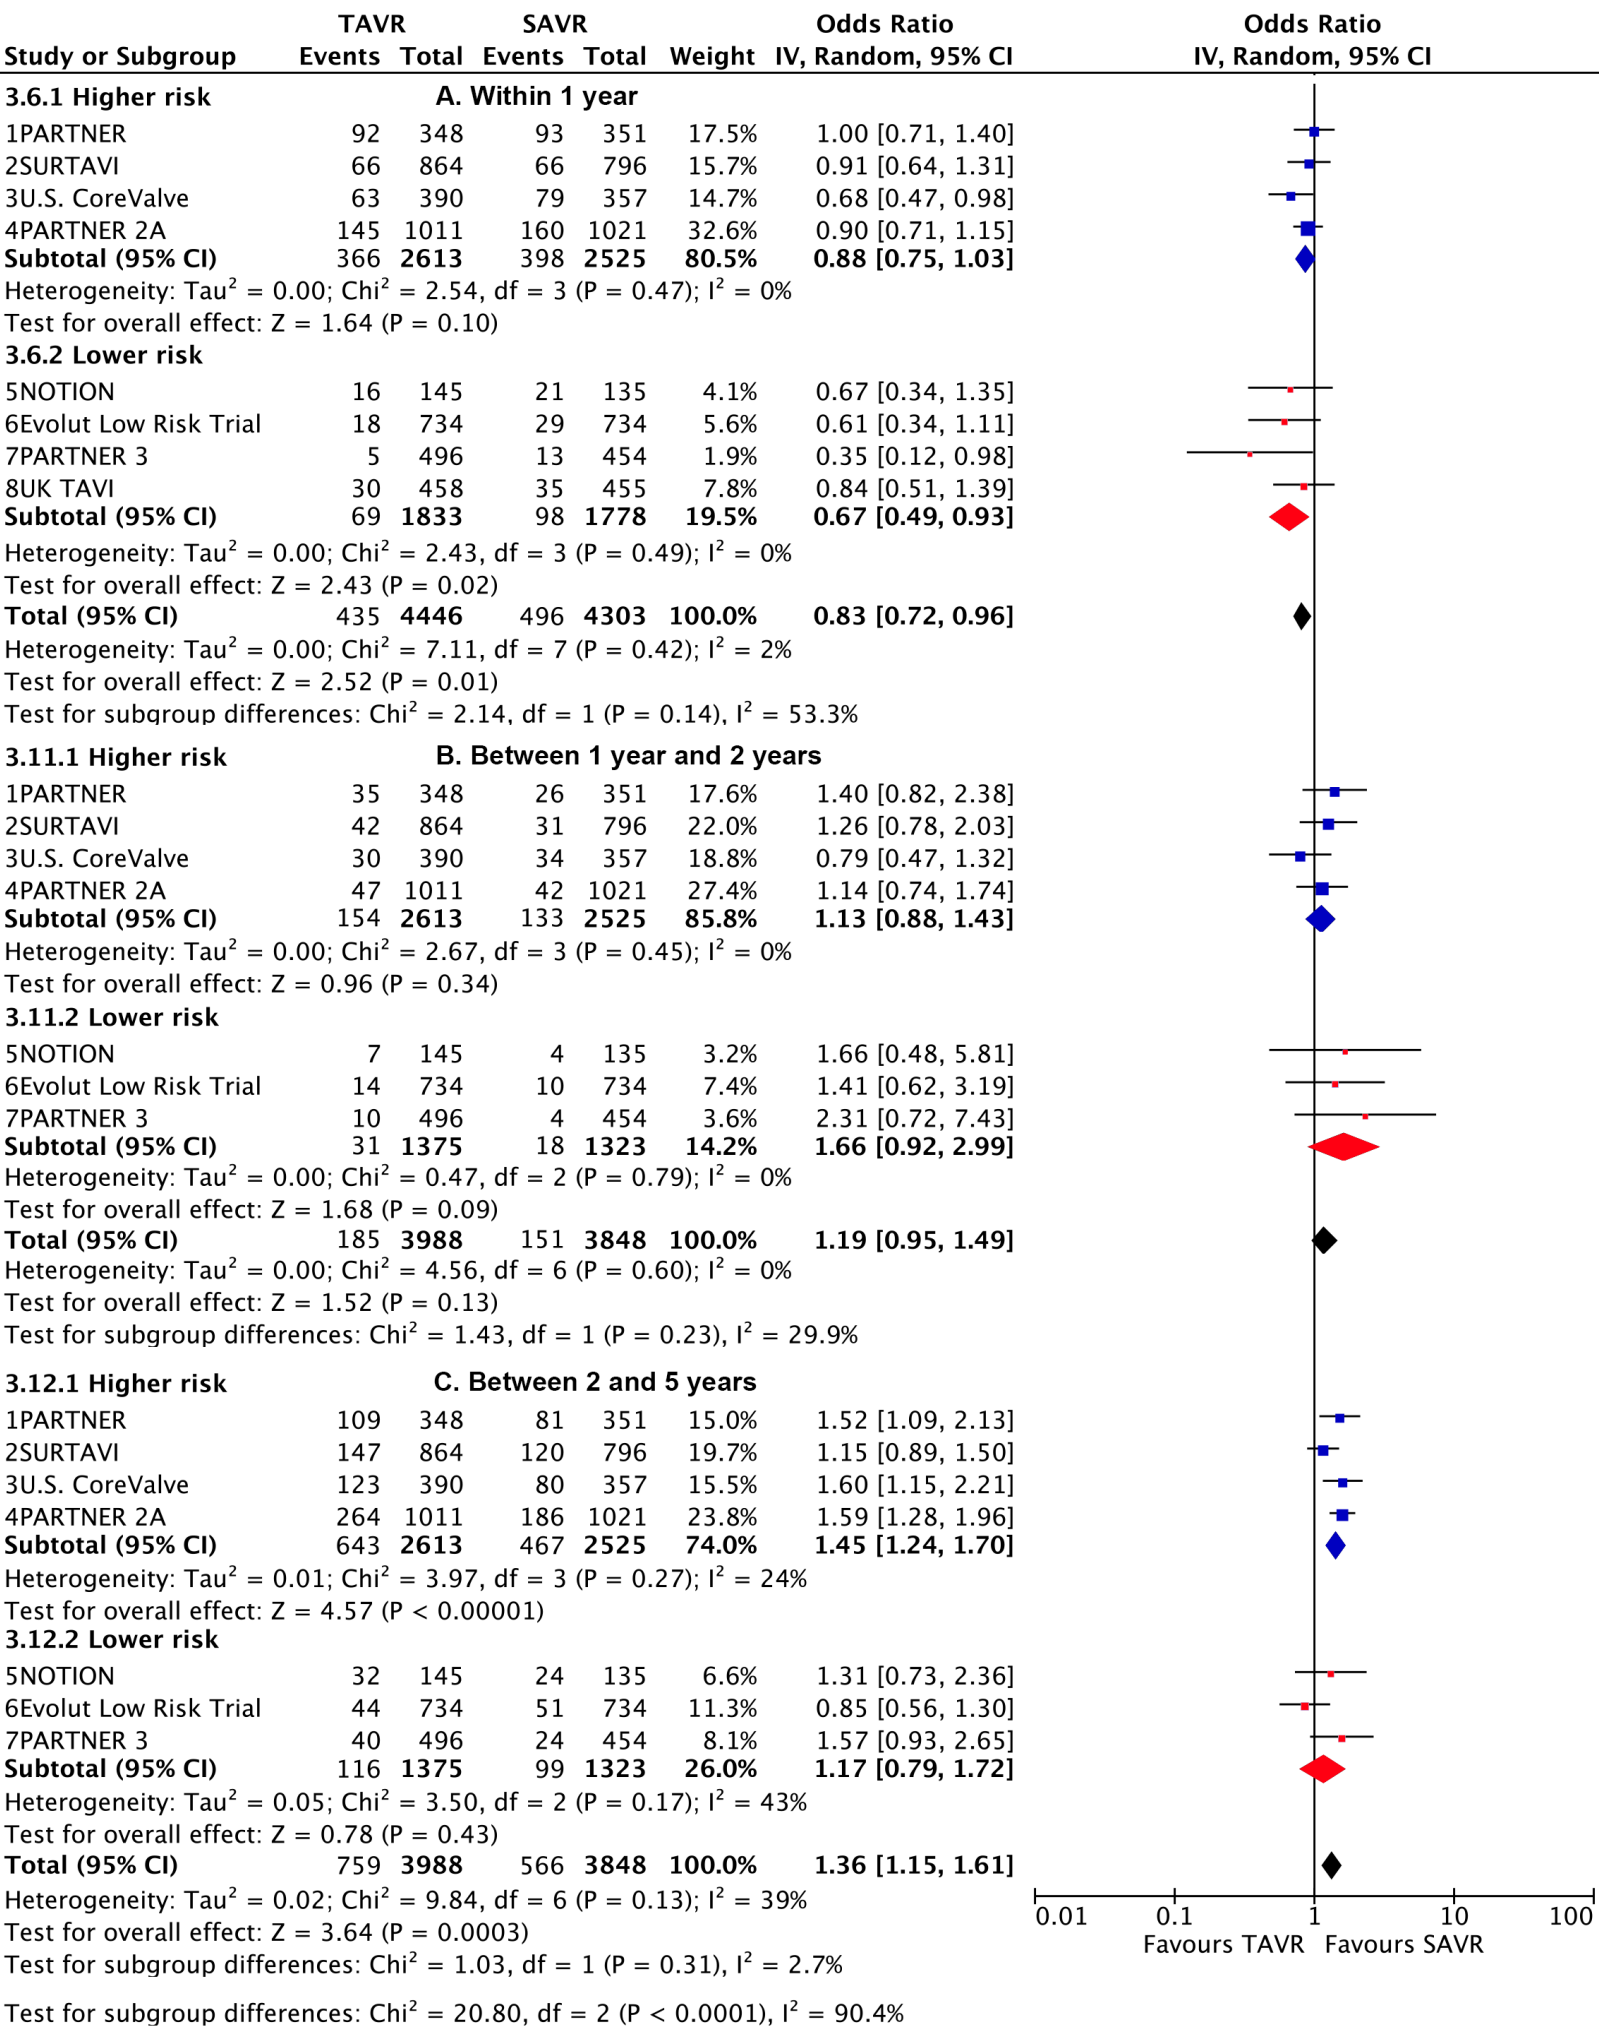 TAVR SAVR Odds Ratio Odds Ratio
Study or Subgroup Events Total Events Total Weight IV, Random, 95% CI IV, Random, 95% CI
3.6.1 Higher risk A. Within 1 year
1PARTNER 92 348 93 351 17.5% 1.00 [0.71, 1.40]
2SURTAVI 66 864 66 796 15.7% 0.91 [0.64, 1.31]
3U.S. CoreValve 63 390 79 357 14.7% 0.68 [0.47, 0.98]
4PARTNER 2A 145 1011 160 1021 32.6% 0.90 [0.71, 1.15]
Subtotal (95% CI) 366 2613 398 2525 80.5% 0.88 [0.75, 1.03]
Heterogeneity: Tau² = 0.00; Chi² = 2.54, df = 3 (P = 0.47); I² = 0%
Test for overall effect: Z = 1.64 (P = 0.10)
3.6.2 Lower risk
5NOTION 16 145 21 135 4.1% 0.67 [0.34, 1.35]
6Evolut Low Risk Trial 18 734 29 734 5.6% 0.61 [0.34, 1.11]
7PARTNER 3 5 496 13 454 1.9% 0.35 [0.12, 0.98]
8UK TAVI 30 458 35 455 7.8% 0.84 [0.51, 1.39]
Subtotal (95% CI) 69 1833 98 1778 19.5% 0.67 [0.49, 0.93]
Heterogeneity: Tau² = 0.00; Chi² = 2.43, df = 3 (P = 0.49); I² = 0%
Test for overall effect: Z = 2.43 (P = 0.02)
Total (95% CI) 435 4446 496 4303 100.0% 0.83 [0.72, 0.96]
Heterogeneity: Tau² = 0.00; Chi² = 7.11, df = 7 (P = 0.42); I² = 2%
Test for overall effect: Z = 2.52 (P = 0.01)
Test for subgroup differences: Chi² = 2.14, df = 1 (P = 0.14), I² = 53.3%
3.11.1 Higher risk B. Between 1 year and 2 years
1PARTNER 35 348 26 351 17.6% 1.40 [0.82, 2.38]
2SURTAVI 42 864 31 796 22.0% 1.26 [0.78, 2.03]
3U.S. CoreValve 30 390 34 357 18.8% 0.79 [0.47, 1.32]
4PARTNER 2A 47 1011 42 1021 27.4% 1.14 [0.74, 1.74]
Subtotal (95% CI) 154 2613 133 2525 85.8% 1.13 [0.88, 1.43]
Heterogeneity: Tau² = 0.00; Chi² = 2.67, df = 3 (P = 0.45); I² = 0%
Test for overall effect: Z = 0.96 (P = 0.34)
3.11.2 Lower risk
5NOTION 7 145 4 135 3.2% 1.66 [0.48, 5.81]
6Evolut Low Risk Trial 14 734 10 734 7.4% 1.41 [0.62, 3.19]
7PARTNER 3 10 496 4 454 3.6% 2.31 [0.72, 7.43]
Subtotal (95% CI) 31 1375 18 1323 14.2% 1.66 [0.92, 2.99]
Heterogeneity: Tau² = 0.00; Chi² = 0.47, df = 2 (P = 0.79); I² = 0%
Test for overall effect: Z = 1.68 (P = 0.09)
Total (95% CI) 185 3988 151 3848 100.0% 1.19 [0.95, 1.49]
Heterogeneity: Tau² = 0.00; Chi² = 4.56, df = 6 (P = 0.60); I² = 0%
Test for overall effect: Z = 1.52 (P = 0.13)
Test for subgroup differences: Chi² = 1.43, df = 1 (P = 0.23), I² = 29.9%
3.12.1 Higher risk C. Between 2 and 5 years
1PARTNER 109 348 81 351 15.0% 1.52 [1.09, 2.13]
2SURTAVI 147 864 120 796 19.7% 1.15 [0.89, 1.50]
3U.S. CoreValve 123 390 80 357 15.5% 1.60 [1.15, 2.21]
4PARTNER 2A 264 1011 186 1021 23.8% 1.59 [1.28, 1.96]
Subtotal (95% CI) 643 2613 467 2525 74.0% 1.45 [1.24, 1.70]
Heterogeneity: Tau² = 0.01; Chi² = 3.97, df = 3 (P = 0.27); I² = 24%
Test for overall effect: Z = 4.57 (P < 0.00001)
3.12.2 Lower risk
5NOTION 32 145 24 135 6.6% 1.31 [0.73, 2.36]
6Evolut Low Risk Trial 44 734 51 734 11.3% 0.85 [0.56, 1.30]
7PARTNER 3 40 496 24 454 8.1% 1.57 [0.93, 2.65]
Subtotal (95% CI) 116 1375 99 1323 26.0% 1.17 [0.79, 1.72]
Heterogeneity: Tau² = 0.05; Chi² = 3.50, df = 2 (P = 0.17); I² = 43%
Test for overall effect: Z = 0.78 (P = 0.43)
Total (95% CI) 759 3988 566 3848 100.0% 1.36 [1.15, 1.61]
Heterogeneity: Tau² = 0.02; Chi² = 9.84, df = 6 (P = 0.13); I² = 39%
Test for overall effect: Z = 3.64 (P = 0.0003)
Test for subgroup differences: Chi² = 1.03, df = 1 (P = 0.31), I² = 2.7%
0.01 0.1 1 10 100
Favours TAVR Favours SAVR
Test for subgroup differences: Chi² = 20.80, df = 2 (P < 0.0001), I² = 90.4%